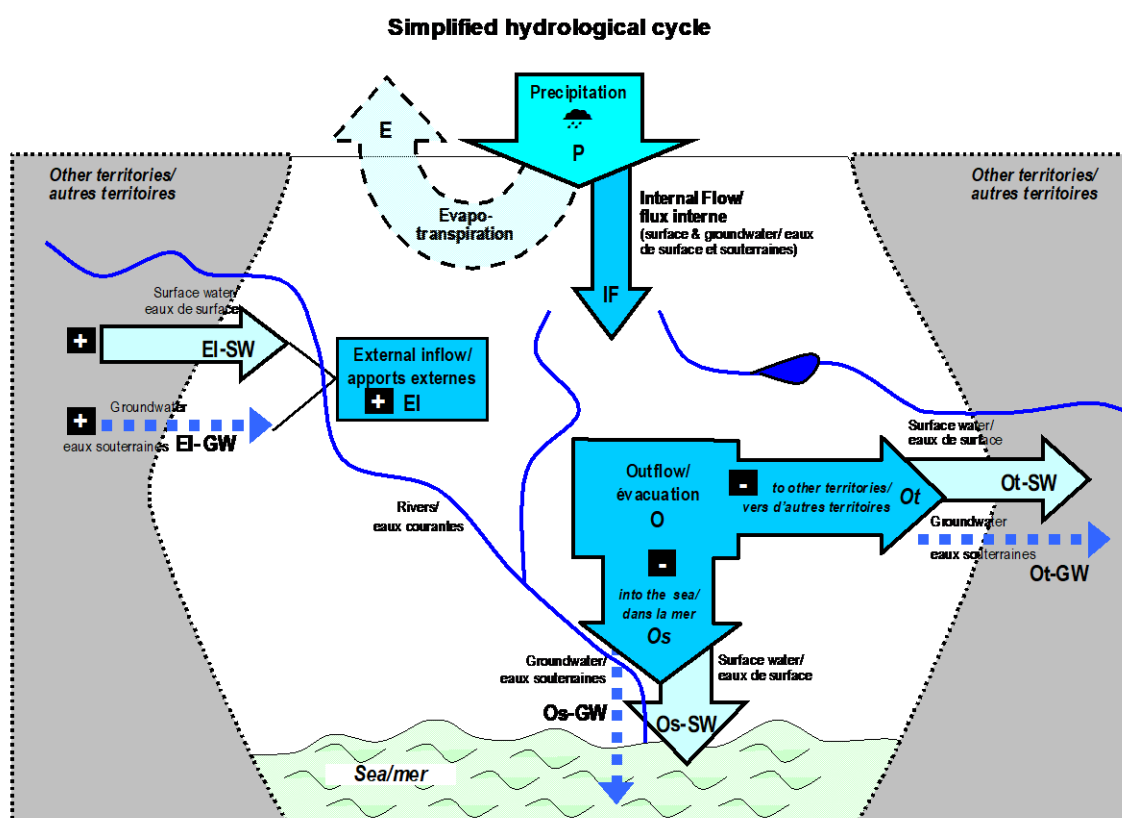 Simplified hydrological cycle
Precipitation
P
E
Evapo-
transpiration
Other territories/
autres territoires
Other territories/
autres territoires
Internal Flow/
flux interne
(surface & groundwater/ eaux
de surface et souterraines)
IF
Surface water/
eaux de surface
+
EI-SW
+
Groundwater
eaux souterraines
EI-GW
External inflow/
apports externes
+
EI
Rivers/
eaux courantes
Outflow/
évacuation
O
-
to other territories/
vers d'autres territoires
Ot
Surface water/
eaux de surface
Ot-SW
Groundwater
eaux souterraines
Ot-GW
-
into the sea/
dans la mer
Os
Groundwater/
eaux souterraines
Os-GW
Surface water/
eaux de surface
Os-SW
Sea/mer